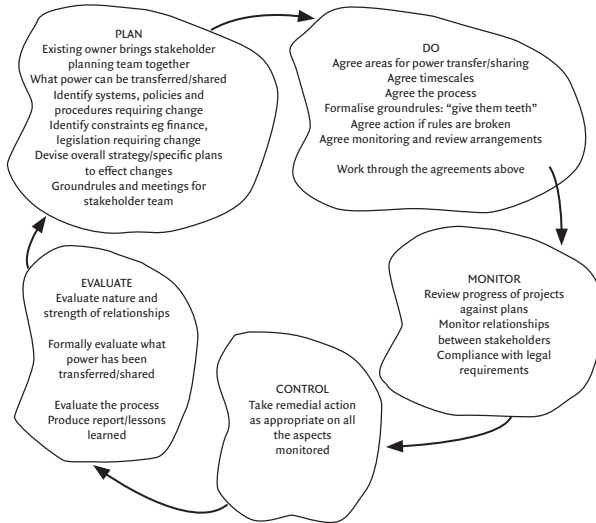 PLAN
Existing owner brings stakeholder
planning team together
What power can be transferred/shared
Identify systems, policies and
procedures requiring change
Identify constraints eg finance,
legislation requiring change
Devise overall strategy/specific plans
to effect changes
Groundrules and meetings for
stakeholder team
DO
Agree areas for power transfer/sharing
Agree timescales
Agree the process
Formalise groundrules: “give them teeth”
Agree action if rules are broken
Agree monitoring and review arrangements
Work through the agreements above
MONITOR
Review progress of projects
against plans
Monitor relationships
between stakeholders
Compliance with legal
requirements
CONTROL
Take remedial action
as appropriate on all
the aspects
monitored
EVALUATE
Evaluate nature and
strength of relationships
Formally evaluate what
power has been
transferred/shared
Evaluate the process
Produce report/lessons
learned